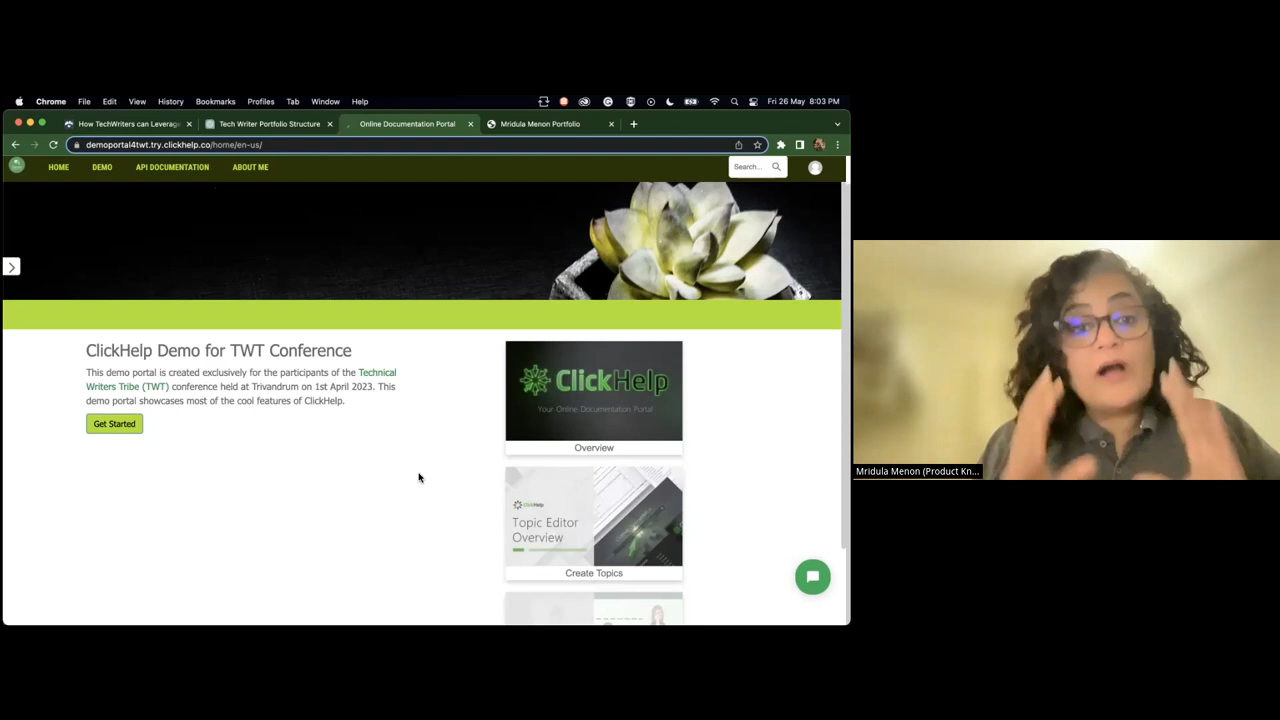 Chrome File Edit View History Bookmarks Profiles Tab Window Help Fri 26 May 8:03 PM
How TechWriters can Leverage Tech Writer Portfolio Structure Online Documentation Portal Mridula Menon Portfolio
demoportal4twt.try.clickhelp.co/home/en-us/
HOME DEMO API DOCUMENTATION ABOUT ME Search...
ClickHelp Demo for TWT Conference
This demo portal is created exclusively for the participants of the Technical
Writers Tribe (TWT) conference held at Trivandrum on 1st April 2023. This
demo portal showcases most of the cool features of ClickHelp.
Get Started
ClickHelp
Your Online Documentation Portal
Overview
ClickHelp
Topic Editor
Overview
Create Topics
Mridula Menon (Product Kn...